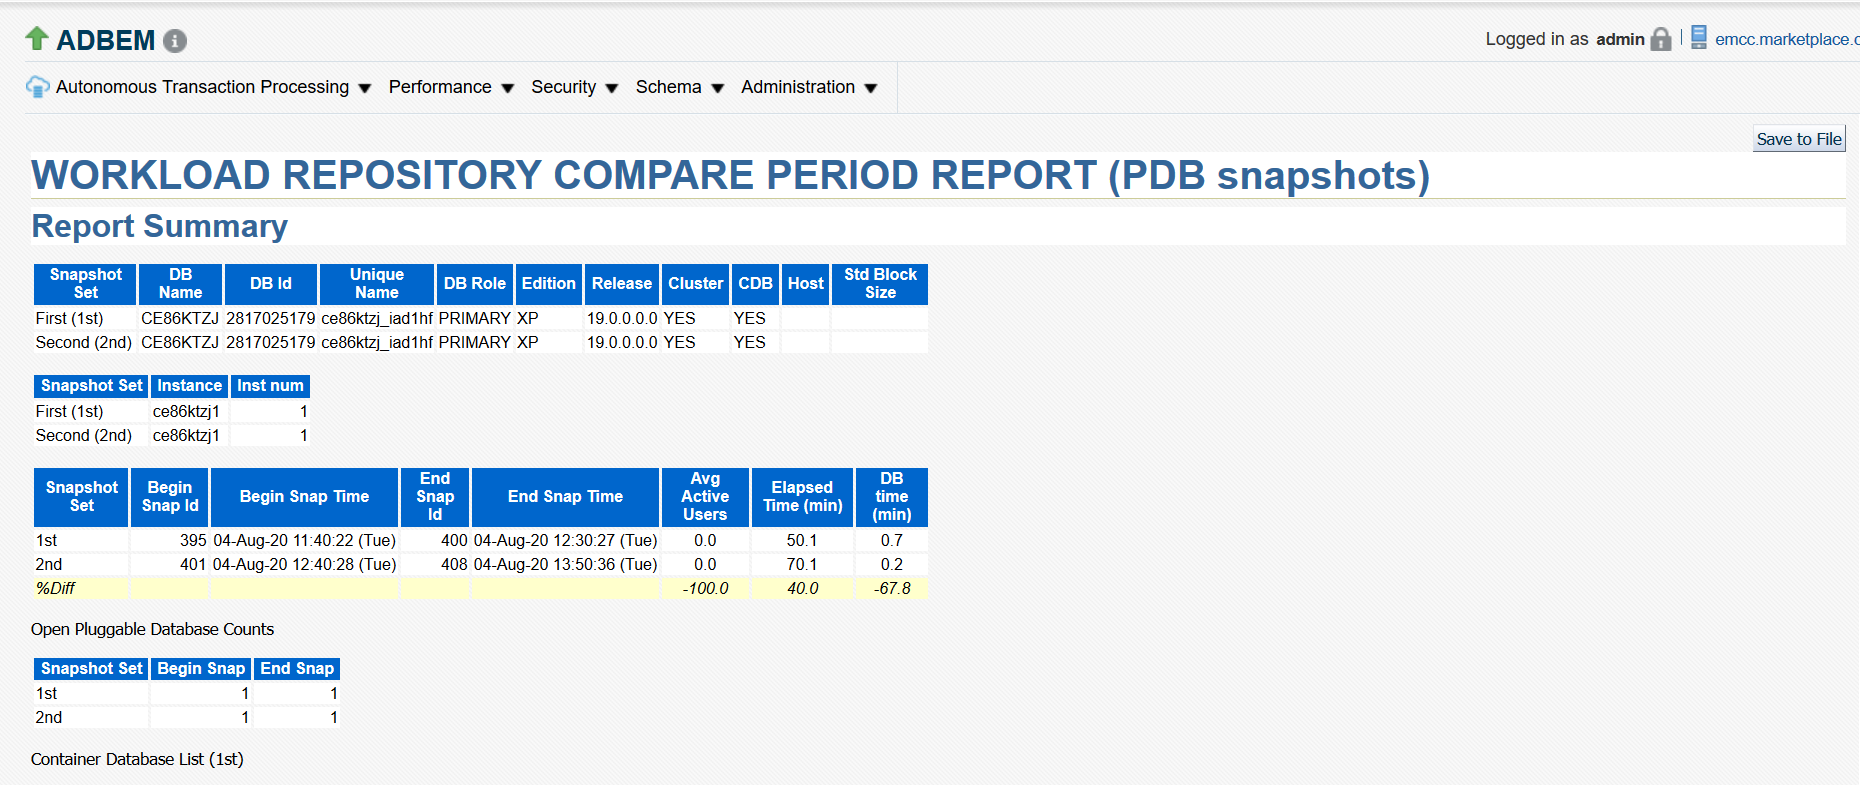 ADBEM
Logged in as admin
emcc.marketplace.c
Autonomous Transaction Processing Performance Security Schema Administration
Save to File
WORKLOAD REPOSITORY COMPARE PERIOD REPORT (PDB snapshots)
Report Summary
Snapshot Set DB Name DB Id Unique Name DB Role Edition Release Cluster CDB Host Std Block Size
First (1st) CE86KTZJ 2817025179 ce86ktzj_iad1hf PRIMARY XP 19.0.0.0.0 YES YES
Second (2nd) CE86KTZJ 2817025179 ce86ktzj_iad1hf PRIMARY XP 19.0.0.0.0 YES YES
Snapshot Set Instance Inst num
First (1st) ce86ktzj1 1
Second (2nd) ce86ktzj1 1
Snapshot Set Begin Snap Id Begin Snap Time End Snap Id End Snap Time Avg Active Users Elapsed Time (min) DB time (min)
1st 395 04-Aug-20 11:40:22 (Tue) 400 04-Aug-20 12:30:27 (Tue) 0.0 50.1 0.7
2nd 401 04-Aug-20 12:40:28 (Tue) 408 04-Aug-20 13:50:36 (Tue) 0.0 70.1 0.2
%Diff -100.0 40.0 -67.8
Open Pluggable Database Counts
Snapshot Set Begin Snap End Snap
1st 1 1
2nd 1 1
Container Database List (1st)